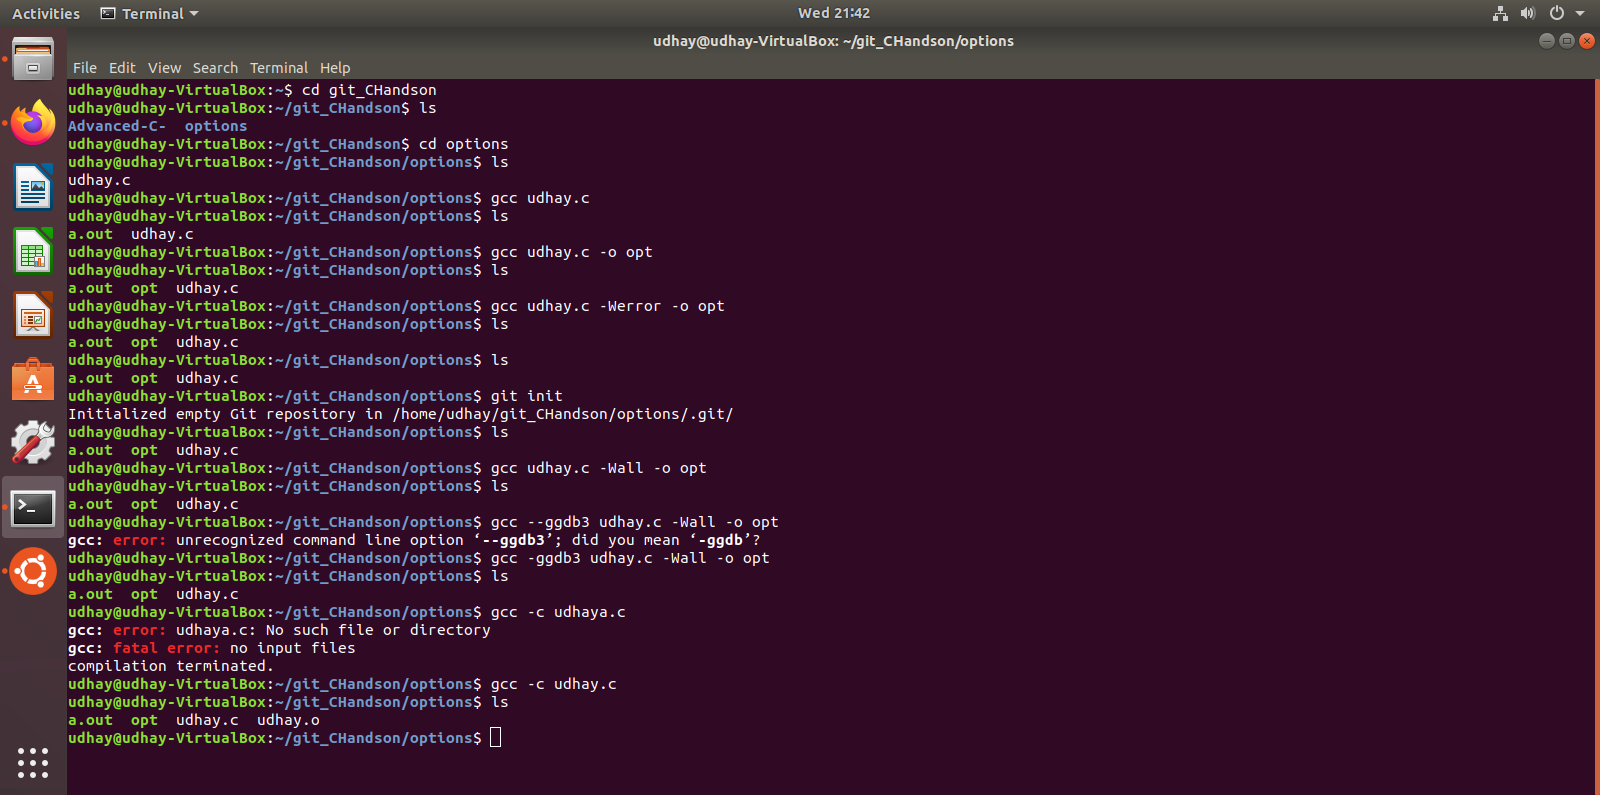 Activities Terminal Wed 21:42
udhay@udhay-VirtualBox: ~/git_CHandson/options
File Edit View Search Terminal Help
udhay@udhay-VirtualBox:~$ cd git_CHandson
udhay@udhay-VirtualBox:~/git_CHandson$ ls
Advanced-C-  options
udhay@udhay-VirtualBox:~/git_CHandson$ cd options
udhay@udhay-VirtualBox:~/git_CHandson/options$ ls
udhay.c
udhay@udhay-VirtualBox:~/git_CHandson/options$ gcc udhay.c
udhay@udhay-VirtualBox:~/git_CHandson/options$ ls
a.out  udhay.c
udhay@udhay-VirtualBox:~/git_CHandson/options$ gcc udhay.c -o opt
udhay@udhay-VirtualBox:~/git_CHandson/options$ ls
a.out  opt  udhay.c
udhay@udhay-VirtualBox:~/git_CHandson/options$ gcc udhay.c -Werror -o opt
udhay@udhay-VirtualBox:~/git_CHandson/options$ ls
a.out  opt  udhay.c
udhay@udhay-VirtualBox:~/git_CHandson/options$ ls
a.out  opt  udhay.c
udhay@udhay-VirtualBox:~/git_CHandson/options$ git init
Initialized empty Git repository in /home/udhay/git_CHandson/options/.git/
udhay@udhay-VirtualBox:~/git_CHandson/options$ ls
a.out  opt  udhay.c
udhay@udhay-VirtualBox:~/git_CHandson/options$ gcc udhay.c -Wall -o opt
udhay@udhay-VirtualBox:~/git_CHandson/options$ ls
a.out  opt  udhay.c
udhay@udhay-VirtualBox:~/git_CHandson/options$ gcc --ggdb3 udhay.c -Wall -o opt
gcc: error: unrecognized command line option ‘--ggdb3’; did you mean ‘-ggdb’?
udhay@udhay-VirtualBox:~/git_CHandson/options$ gcc -ggdb3 udhay.c -Wall -o opt
udhay@udhay-VirtualBox:~/git_CHandson/options$ ls
a.out  opt  udhay.c
udhay@udhay-VirtualBox:~/git_CHandson/options$ gcc -c udhaya.c
gcc: error: udhaya.c: No such file or directory
gcc: fatal error: no input files
compilation terminated.
udhay@udhay-VirtualBox:~/git_CHandson/options$ gcc -c udhay.c
udhay@udhay-VirtualBox:~/git_CHandson/options$ ls
a.out  opt  udhay.c  udhay.o
udhay@udhay-VirtualBox:~/git_CHandson/options$